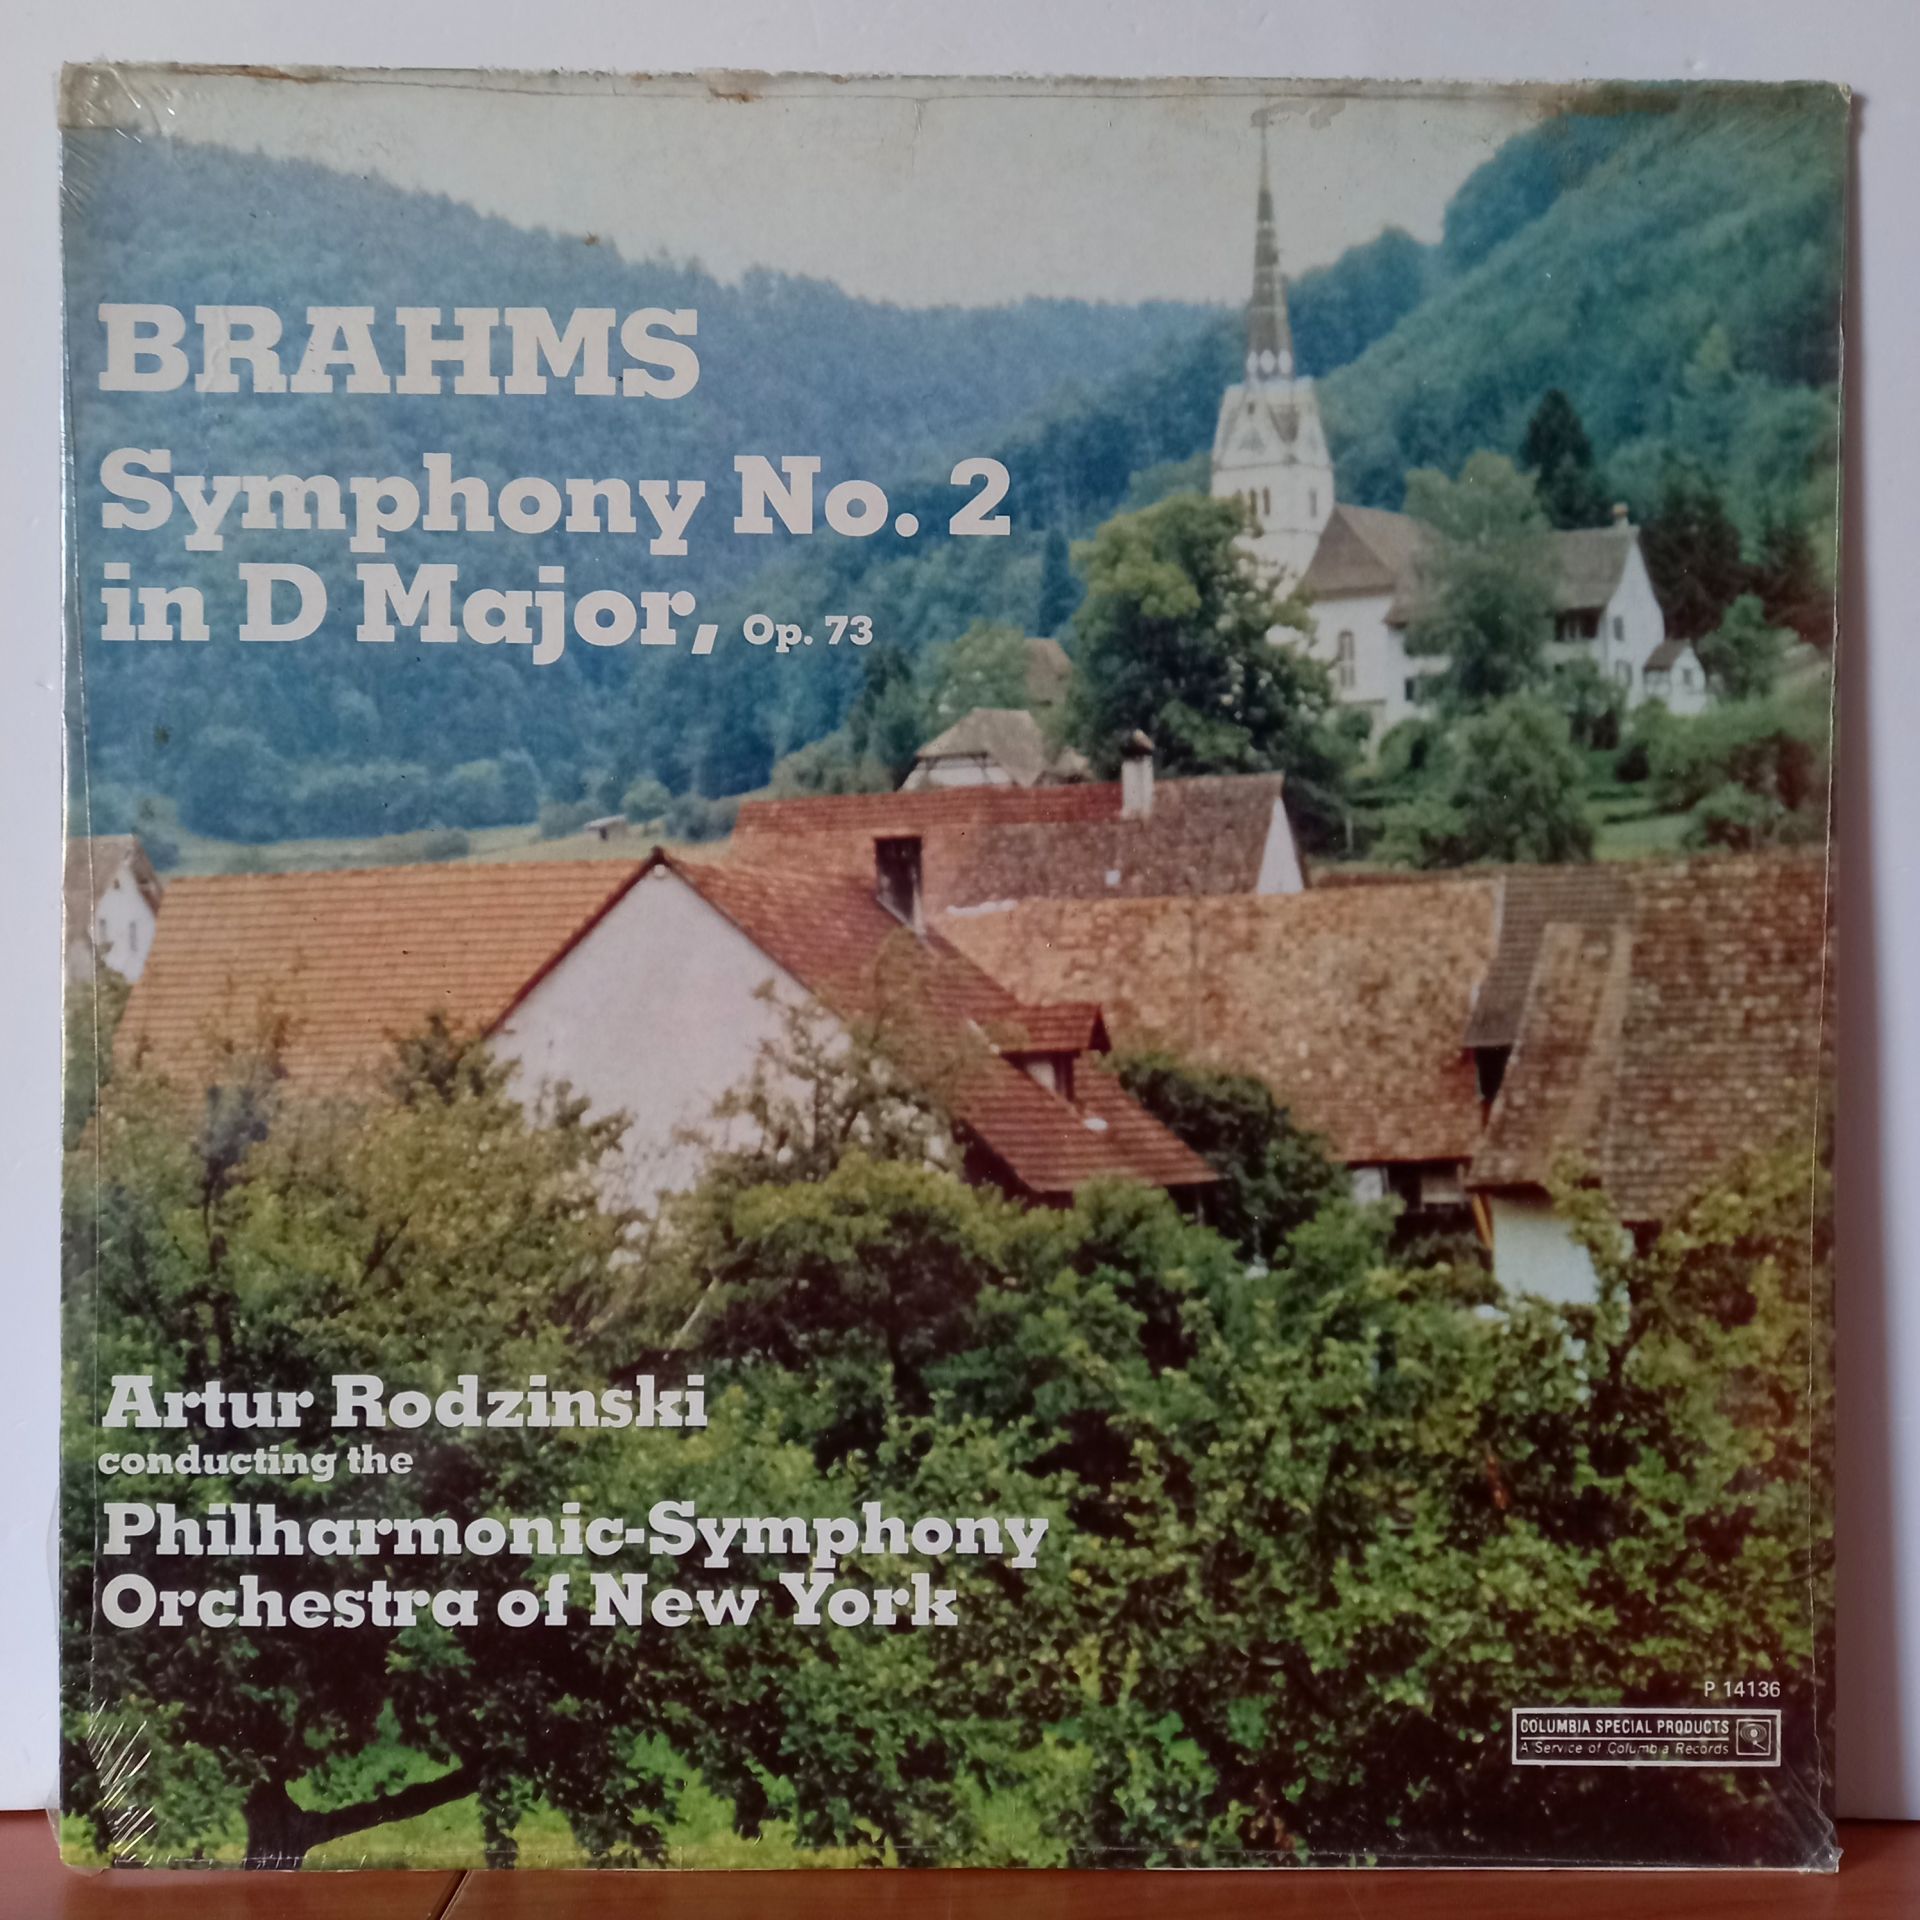 BRAHMS
Symphony No. 2
in D Major, Op. 73
Artur Rodzinski
conducting the
Philharmonic-Symphony
Orchestra of New York
P 14136
COLUMBIA SPECIAL PRODUCTS
A Service of Columbia Records